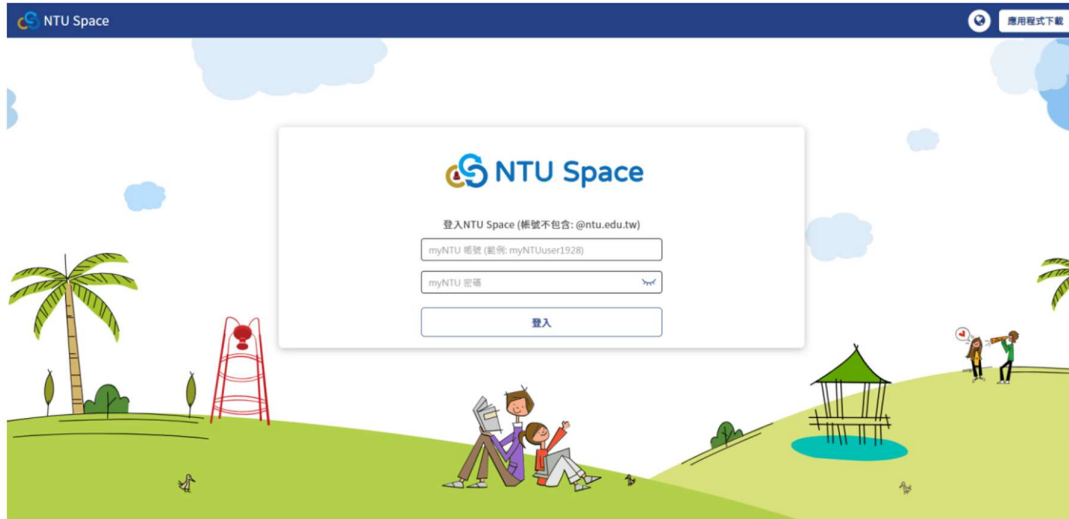 NTU Space
應用程式下載
NTU Space
登入NTU Space (帳號不包含: @ntu.edu.tw)
myNTU 帳號 (範例: myNTUuser1928)
myNTU 密碼
登入